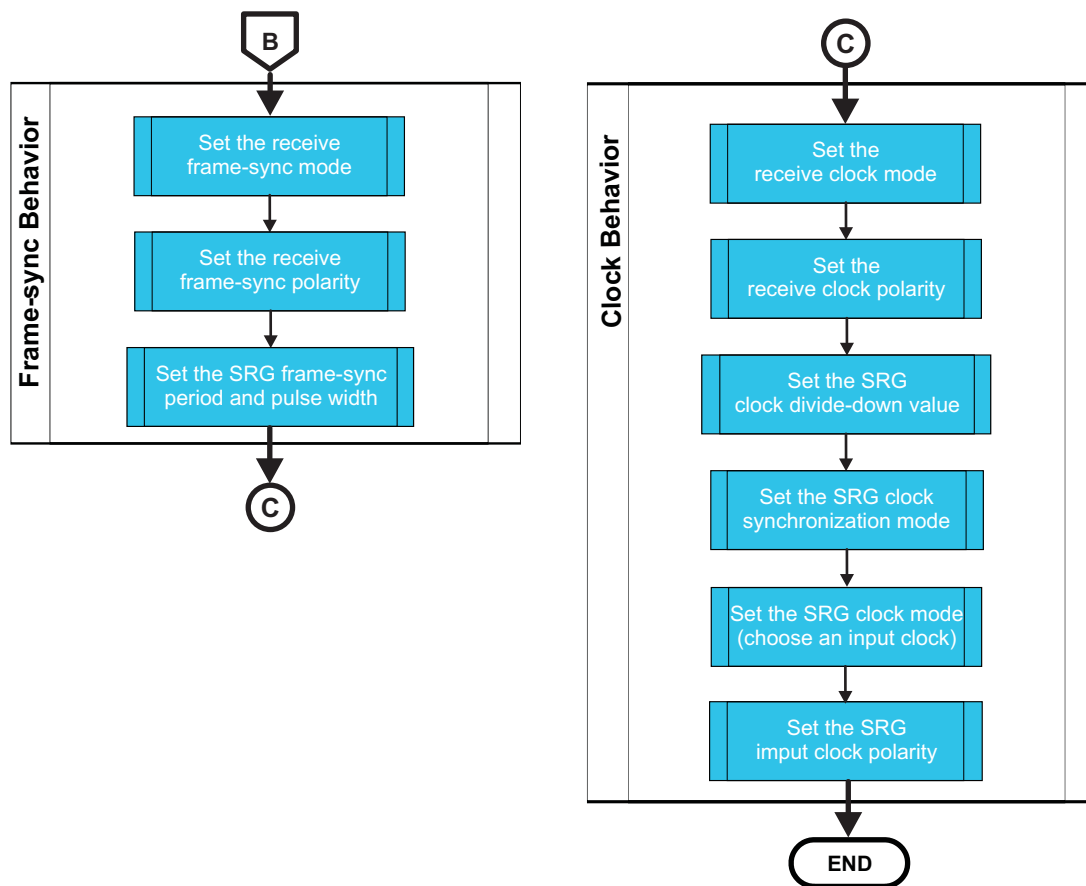 B
Frame-sync Behavior
Set the receive
frame-sync mode
Set the receive
frame-sync polarity
Set the SRG frame-sync
period and pulse width
C
C
Clock Behavior
Set the
receive clock mode
Set the
receive clock polarity
Set the SRG
clock divide-down value
Set the SRG clock
synchronization mode
Set the SRG clock mode
(choose an input clock)
Set the SRG
imput clock polarity
END